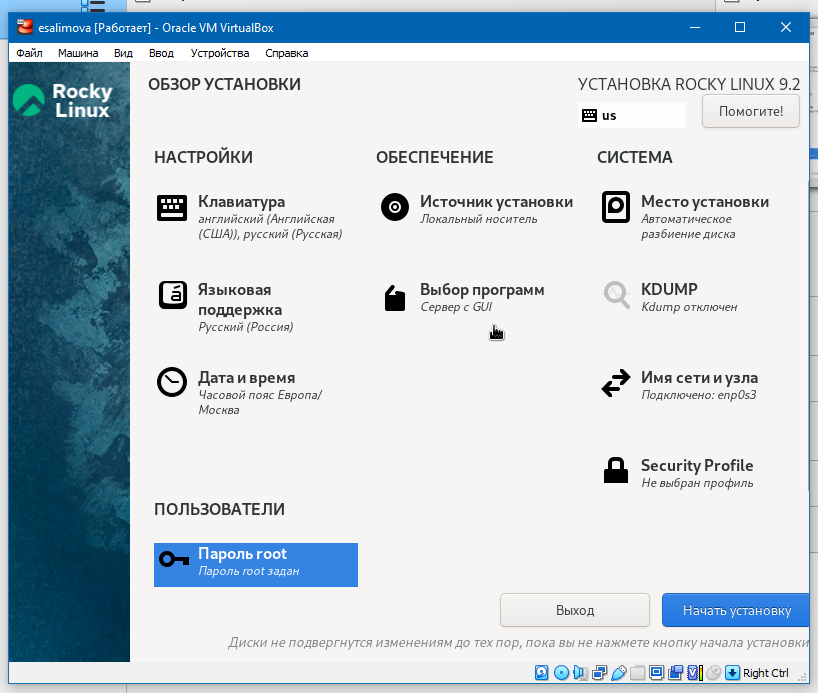 esalimova [Работает] - Oracle VM VirtualBox
Файл Машина Вид Ввод Устройства Справка
Rocky
Linux
ОБЗОР УСТАНОВКИ
УСТАНОВКА ROCKY LINUX 9.2
us
Помогите!
НАСТРОЙКИ
Клавиатура
английский (Английская
(США)), русский (Русская)
Языковая
поддержка
Русский (Россия)
Дата и время
Часовой пояс Европа/
Москва
ОБЕСПЕЧЕНИЕ
Источник установки
Локальный носитель
Выбор программ
Сервер с GUI
СИСТЕМА
Место установки
Автоматическое
разбиение диска
KDUMP
Kdump отключен
Имя сети и узла
Подключено: enp0s3
Security Profile
Не выбран профиль
ПОЛЬЗОВАТЕЛИ
Пароль root
Пароль root задан
Выход
Начать установку
Диски не подвергнутся изменениям до тех пор, пока вы не нажмете кнопку начала установки
Right Ctrl